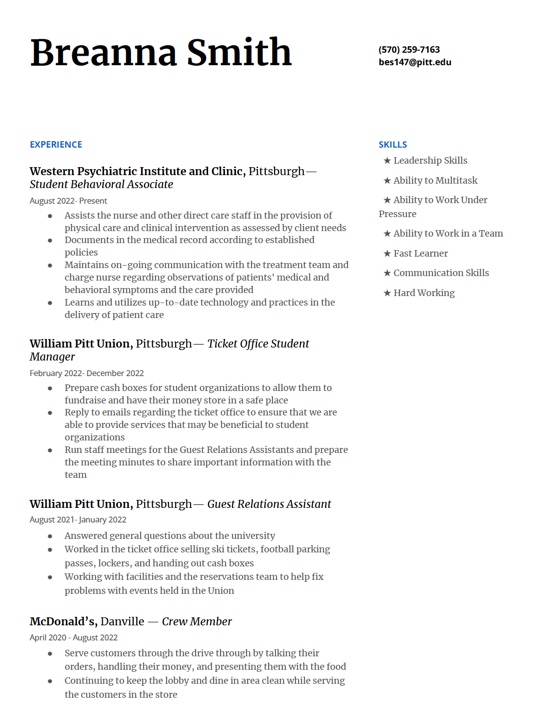 Breanna Smith
(570) 259-7163
bes147@pitt.edu
EXPERIENCE
Western Psychiatric Institute and Clinic, Pittsburgh—
Student Behavioral Associate
August 2022- Present
● Assists the nurse and other direct care staff in the provision of
physical care and clinical intervention as assessed by client needs
● Documents in the medical record according to established
policies
● Maintains on-going communication with the treatment team and
charge nurse regarding observations of patients' medical and
behavioral symptoms and the care provided
● Learns and utilizes up-to-date technology and practices in the
delivery of patient care
William Pitt Union, Pittsburgh— Ticket Office Student
Manager
February 2022- December 2022
● Prepare cash boxes for student organizations to allow them to
fundraise and have their money store in a safe place
● Reply to emails regarding the ticket office to ensure that we are
able to provide services that may be beneficial to student
organizations
● Run staff meetings for the Guest Relations Assistants and prepare
the meeting minutes to share important information with the
team
William Pitt Union, Pittsburgh— Guest Relations Assistant
August 2021- January 2022
● Answered general questions about the university
● Worked in the ticket office selling ski tickets, football parking
passes, lockers, and handing out cash boxes
● Working with facilities and the reservations team to help fix
problems with events held in the Union
McDonald’s, Danville — Crew Member
April 2020 - August 2022
● Serve customers through the drive through by talking their
orders, handling their money, and presenting them with the food
● Continuing to keep the lobby and dine in area clean while serving
the customers in the store
SKILLS
★ Leadership Skills
★ Ability to Multitask
★ Ability to Work Under
Pressure
★ Ability to Work in a Team
★ Fast Learner
★ Communication Skills
★ Hard Working